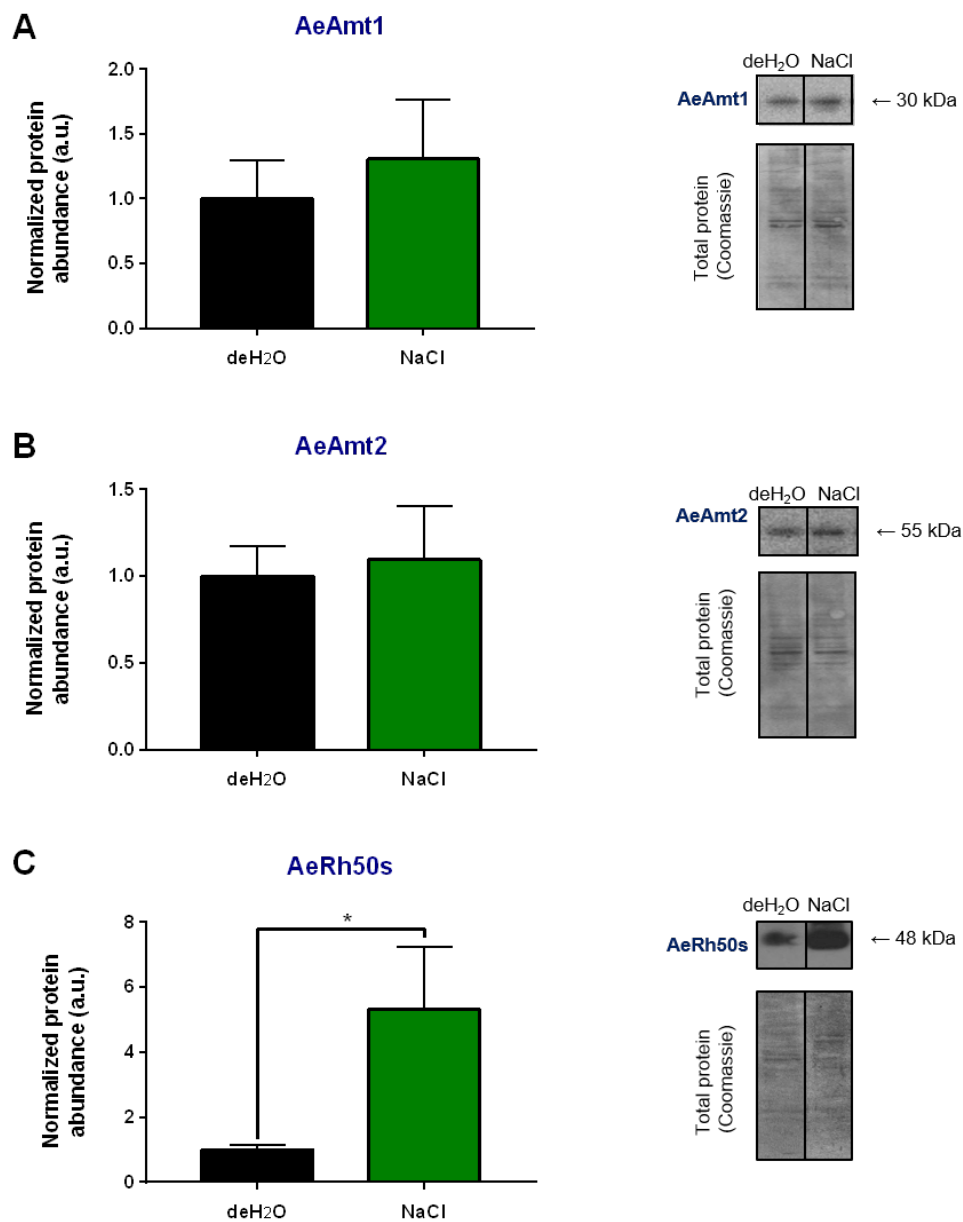 A
AeAmt1
Normalized protein
abundance (a.u.)
2.0
1.5
1.0
0.5
0.0
deH2O
NaCl
deH₂O NaCl
AeAmt1
← 30 kDa
Total protein
(Coomassie)
B
AeAmt2
Normalized protein
abundance (a.u.)
1.5
1.0
0.5
0.0
deH2O
NaCl
deH₂O NaCl
AeAmt2
← 55 kDa
Total protein
(Coomassie)
C
AeRh50s
Normalized protein
abundance (a.u.)
8
6
4
2
0
*
deH2O
NaCl
deH₂O NaCl
AeRh50s
← 48 kDa
Total protein
(Coomassie)